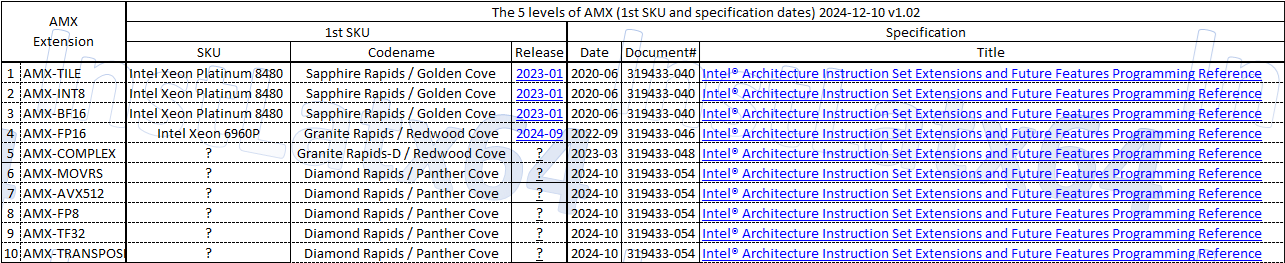 AMX Extension The 5 levels of AMX (1st SKU and specification dates) 2024-12-10 v1.02
1st SKU Specification
SKU Codename Release Date Document# Title
1 AMX-TILE Intel Xeon Platinum 8480 Sapphire Rapids / Golden Cove 2023-01 2020-06 319433-040 Intel® Architecture Instruction Set Extensions and Future Features Programming Reference
2 AMX-INT8 Intel Xeon Platinum 8480 Sapphire Rapids / Golden Cove 2023-01 2020-06 319433-040 Intel® Architecture Instruction Set Extensions and Future Features Programming Reference
3 AMX-BF16 Intel Xeon Platinum 8480 Sapphire Rapids / Golden Cove 2023-01 2020-06 319433-040 Intel® Architecture Instruction Set Extensions and Future Features Programming Reference
4 AMX-FP16 Intel Xeon 6960P Granite Rapids / Redwood Cove 2024-09 2022-09 319433-046 Intel® Architecture Instruction Set Extensions and Future Features Programming Reference
5 AMX-COMPLEX ? Granite Rapids-D / Redwood Cove ? 2023-03 319433-048 Intel® Architecture Instruction Set Extensions and Future Features Programming Reference
6 AMX-MOVRS ? Diamond Rapids / Panther Cove ? 2024-10 319433-054 Intel® Architecture Instruction Set Extensions and Future Features Programming Reference
7 AMX-AVX512 ? Diamond Rapids / Panther Cove ? 2024-10 319433-054 Intel® Architecture Instruction Set Extensions and Future Features Programming Reference
8 AMX-FP8 ? Diamond Rapids / Panther Cove ? 2024-10 319433-054 Intel® Architecture Instruction Set Extensions and Future Features Programming Reference
9 AMX-TF32 ? Diamond Rapids / Panther Cove ? 2024-10 319433-054 Intel® Architecture Instruction Set Extensions and Future Features Programming Reference
10 AMX-TRANSPOS ? Diamond Rapids / Panther Cove ? 2024-10 319433-054 Intel® Architecture Instruction Set Extensions and Future Features Programming Reference